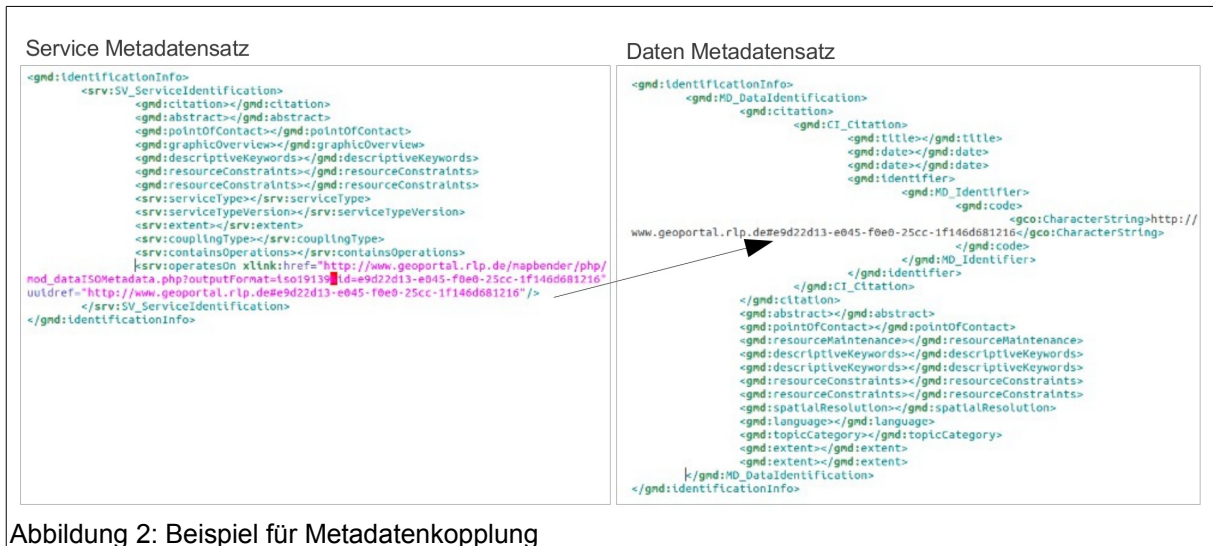 Service Metadatensatz
<gmd:identificationInfo>
<srv:SV_ServiceIdentification>
<gmd:citation></gmd:citation>
<gmd:abstract></gmd:abstract>
<gmd:pointOfContact></gmd:pointOfContact>
<gmd:graphicOverview></gmd:graphicOverview>
<gmd:descriptiveKeywords></gmd:descriptiveKeywords>
<gmd:resourceConstraints></gmd:resourceConstraints>
<gmd:resourceConstraints></gmd:resourceConstraints>
<srv:serviceType></srv:serviceType>
<srv:serviceTypeVersion></srv:serviceTypeVersion>
<srv:extent></srv:extent>
<srv:couplingType></srv:couplingType>
<srv:containsOperations></srv:containsOperations>
<srv:operatesOn xlink:href="http://www.geoportal.rlp.de/mapbender/php/
mod_dataISOMetadata.php?outputFormat=iso19139 id=e9d22d13-e045-f0e0-25cc-1f146d681216"
uuidref="http://www.geoportal.rlp.de#e9d22d13-e045-f0e0-25cc-1f146d681216"/>
</srv:SV_ServiceIdentification>
</gmd:identificationInfo>
Daten Metadatensatz
<gmd:identificationInfo>
<gmd:MD_DataIdentification>
<gmd:citation>
<gmd:CI_Citation>
<gmd:title></gmd:title>
<gmd:date></gmd:date>
<gmd:date></gmd:date>
<gmd:identifier>
<gmd:MD_Identifier>
<gmd:code>
<gco:CharacterString>http://
www.geoportal.rlp.de#e9d22d13-e045-f0e0-25cc-1f146d681216</gco:CharacterString>
</gmd:code>
</gmd:MD_Identifier>
</gmd:identifier>
</gmd:CI_Citation>
</gmd:citation>
<gmd:abstract></gmd:abstract>
<gmd:pointOfContact></gmd:pointOfContact>
<gmd:resourceMaintenance></gmd:resourceMaintenance>
<gmd:descriptiveKeywords></gmd:descriptiveKeywords>
<gmd:descriptiveKeywords></gmd:descriptiveKeywords>
<gmd:resourceConstraints></gmd:resourceConstraints>
<gmd:resourceConstraints></gmd:resourceConstraints>
<gmd:spatialResolution></gmd:spatialResolution>
<gmd:language></gmd:language>
<gmd:topicCategory></gmd:topicCategory>
<gmd:extent></gmd:extent>
<gmd:extent></gmd:extent>
</gmd:MD_DataIdentification>
</gmd:identificationInfo>
Abbildung 2: Beispiel für Metadatenkopplung